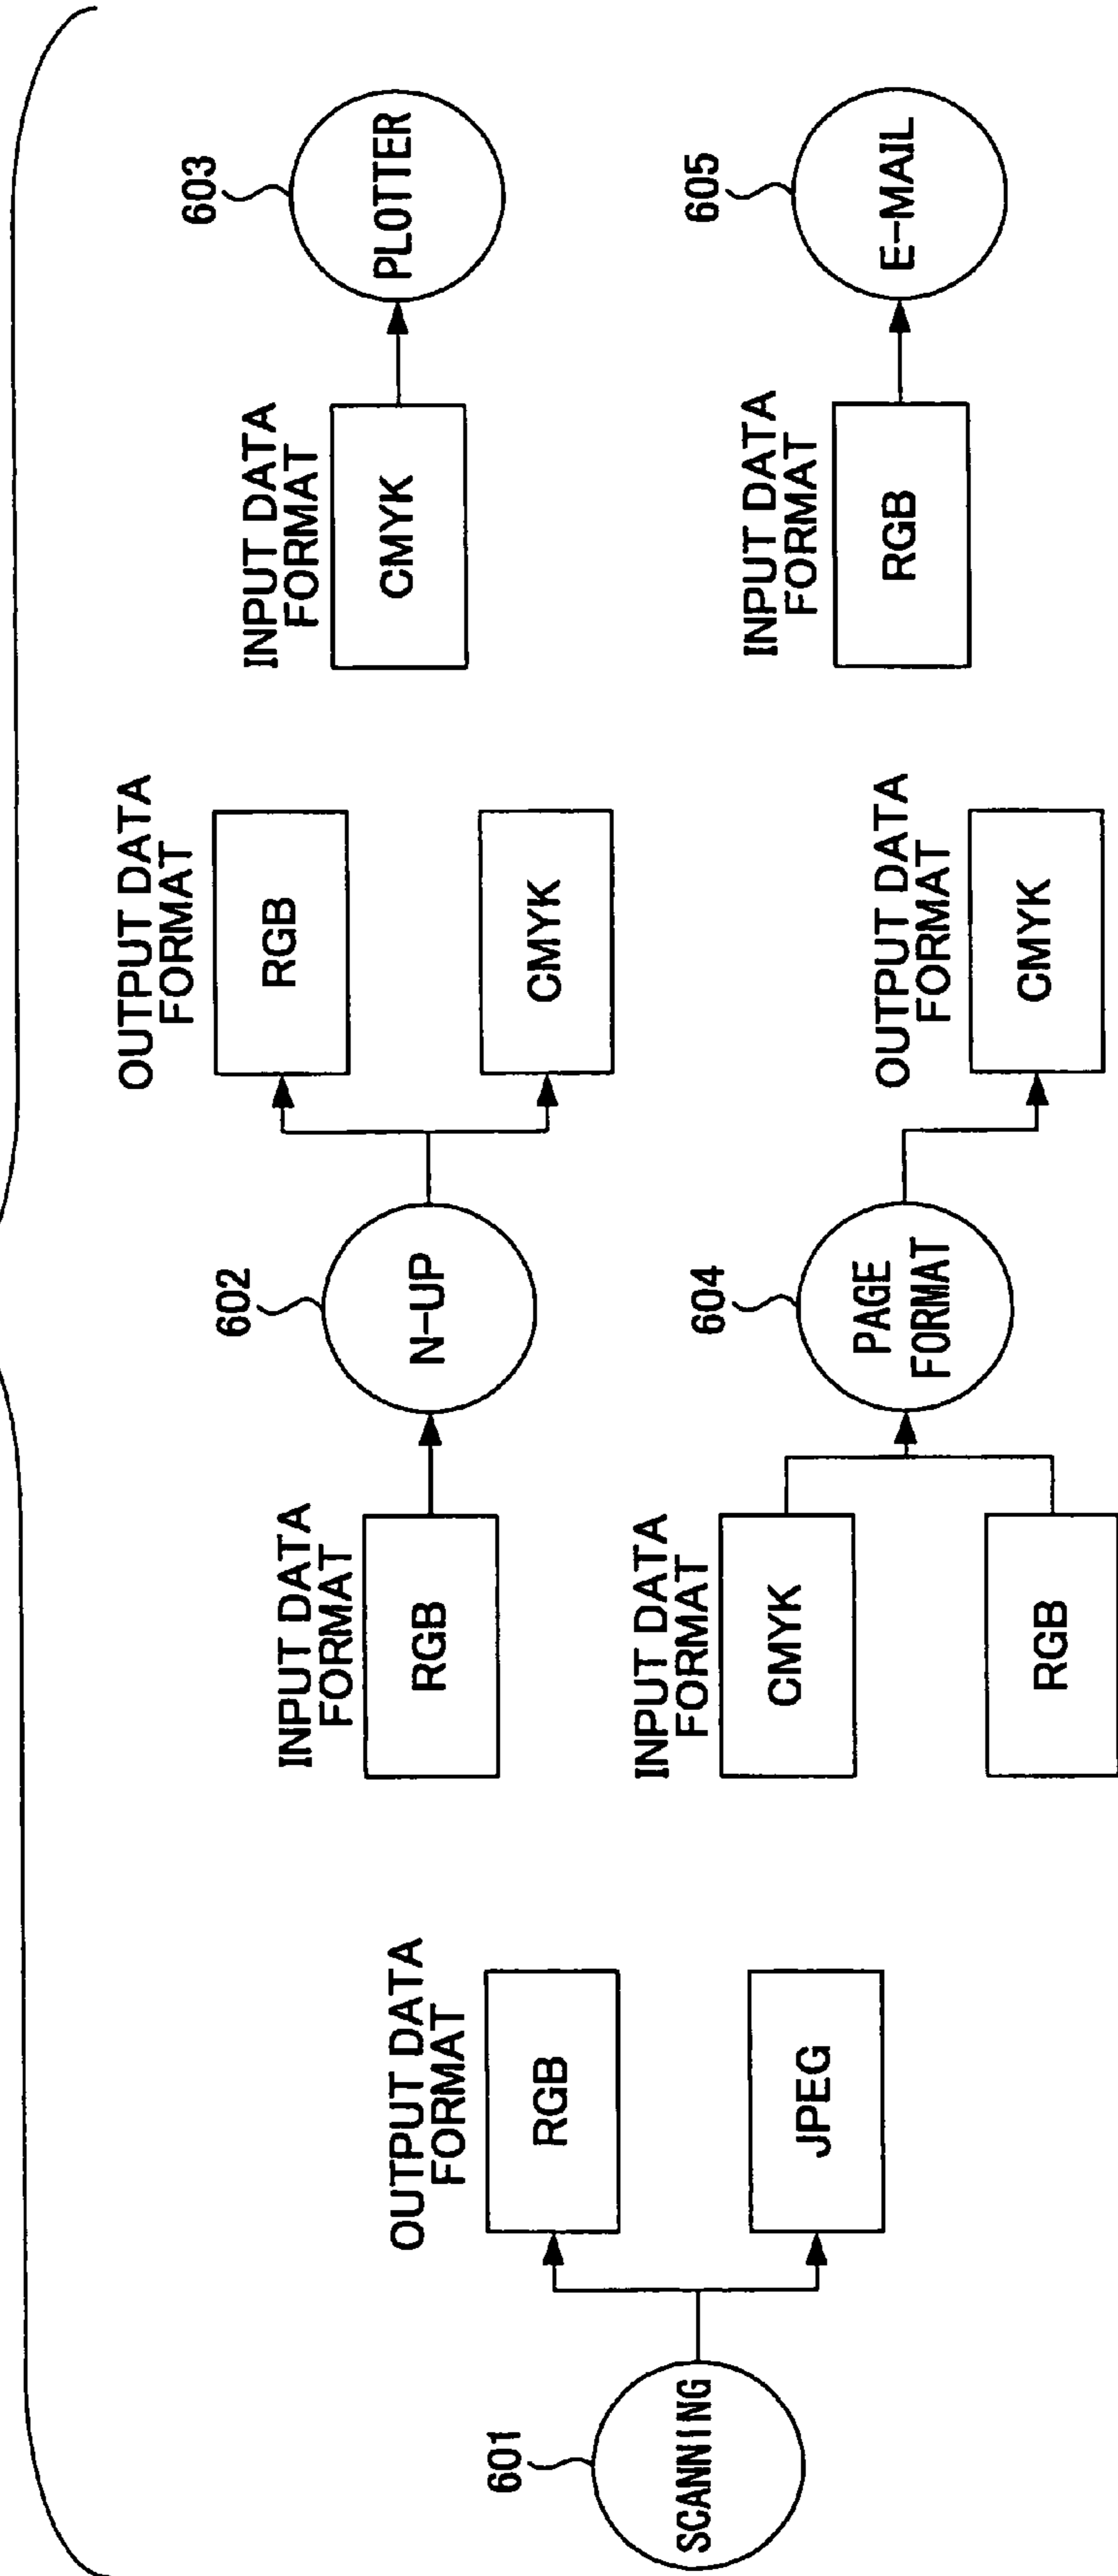 601
SCANNING
OUTPUT DATA
FORMAT
RGB
JPEG
INPUT DATA
FORMAT
RGB
602
N-UP
OUTPUT DATA
FORMAT
RGB
CMYK
INPUT DATA
FORMAT
CMYK
603
PLOTTER
INPUT DATA
FORMAT
CMYK
RGB
604
PAGE
FORMAT
OUTPUT DATA
FORMAT
CMYK
INPUT DATA
FORMAT
RGB
605
E-MAIL